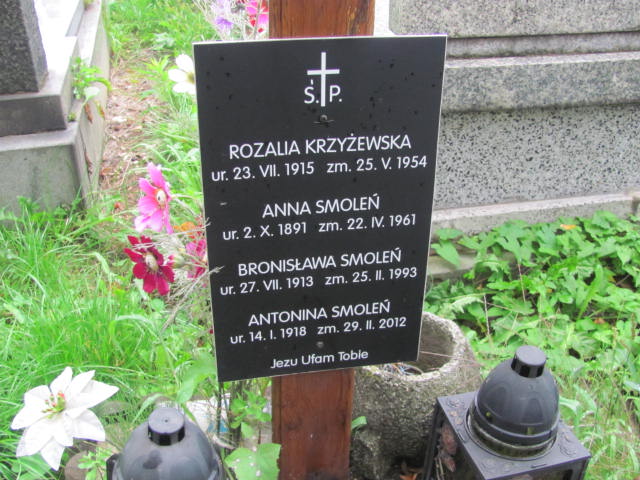 Ś.P.
ROZALIA KRZYŻEWSKA
ur. 23. VII. 1915 zm. 25. V. 1954
ANNA SMOLEŃ
ur. 2. X. 1891 zm. 22. IV. 1961
BRONISŁAWA SMOLEŃ
ur. 27. VII. 1913 zm. 25. II. 1993
ANTONINA SMOLEŃ
ur. 14. I. 1918 zm. 29. II. 2012
Jezu Ufam Tobie